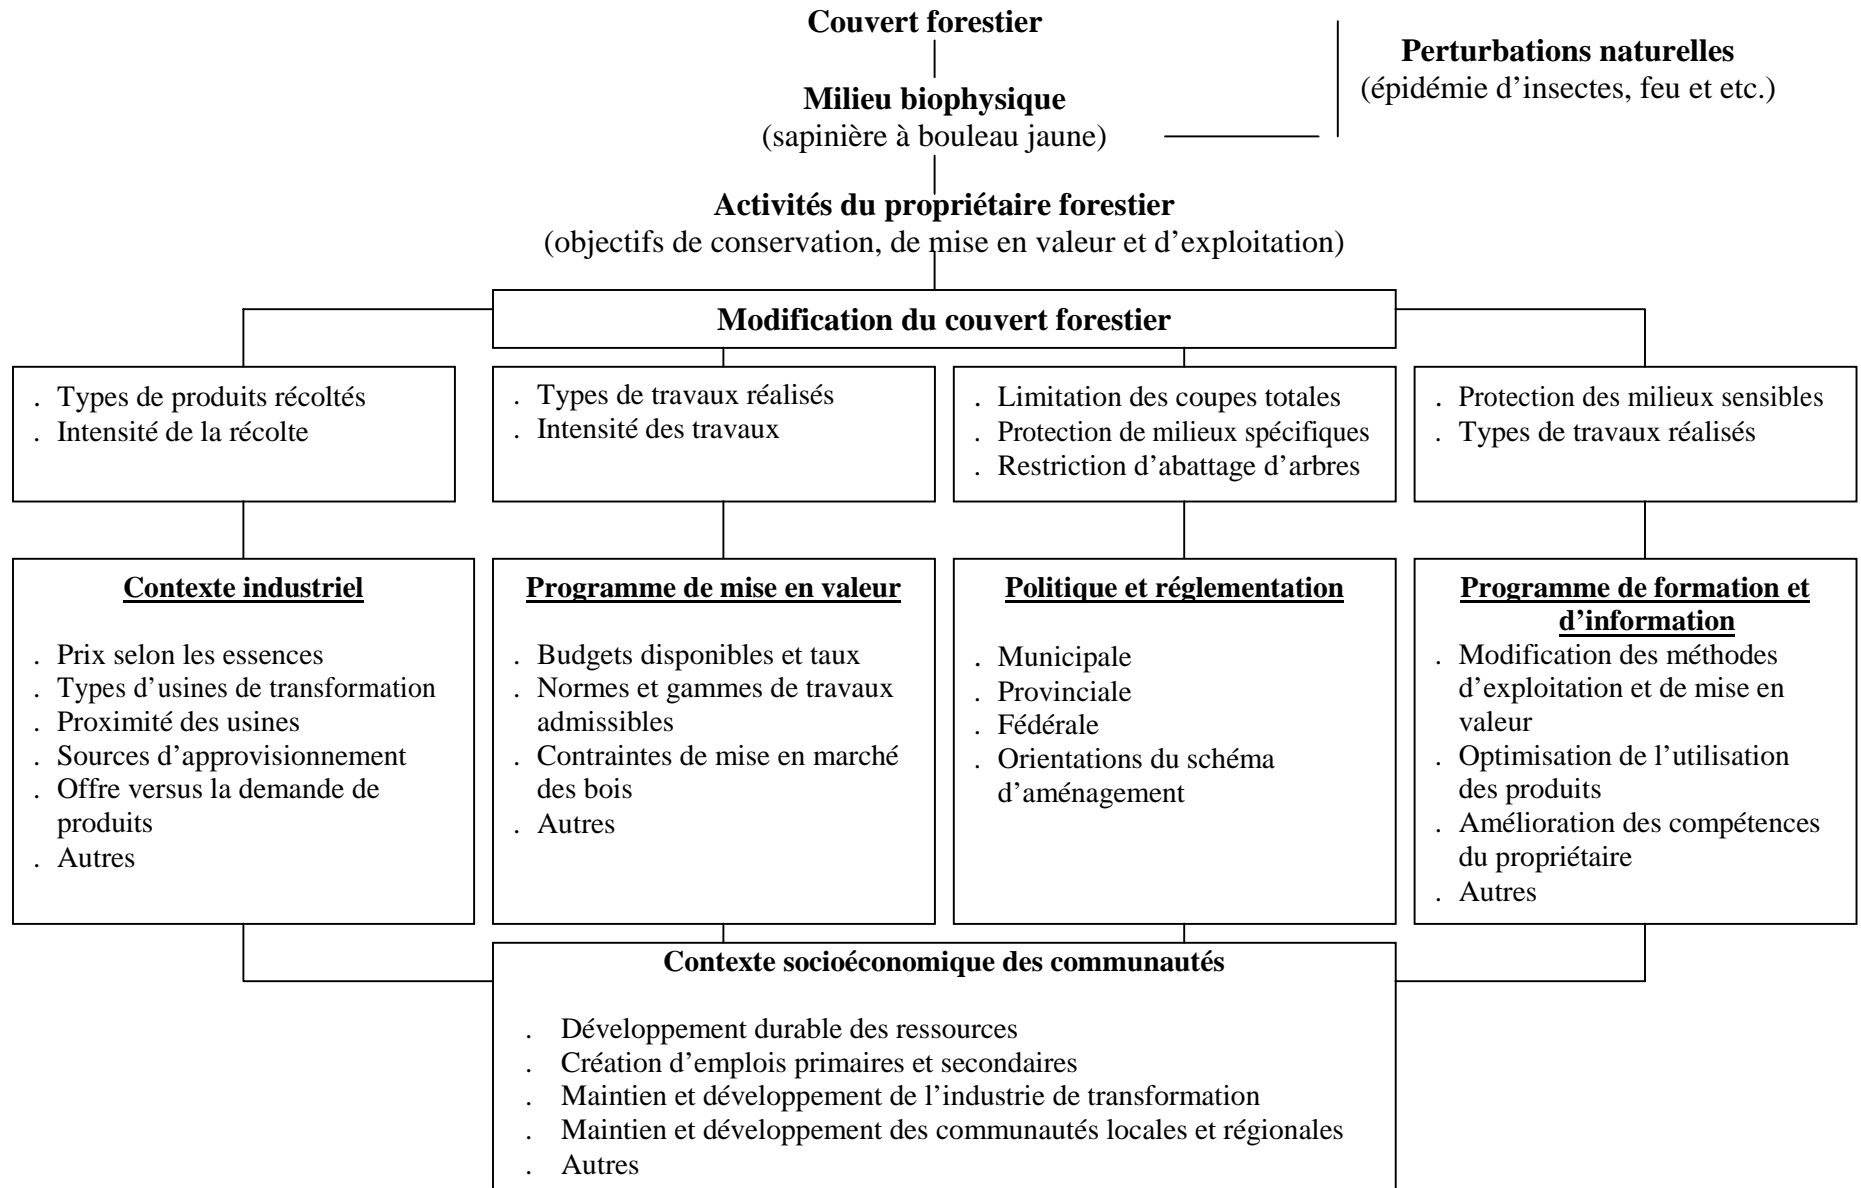 Couvert forestier
Perturbations naturelles
(épidémie d'insectes, feu et etc.)
Milieu biophysique
(sapinière à bouleau jaune)
Activités du propriétaire forestier
(objectifs de conservation, de mise en valeur et d'exploitation)
Modification du couvert forestier
. Types de produits récoltés
. Intensité de la récolte
. Types de travaux réalisés
. Intensité des travaux
. Limitation des coupes totales
. Protection de milieux spécifiques
. Restriction d'abattage d'arbres
. Protection des milieux sensibles
. Types de travaux réalisés
Contexte industriel
. Prix selon les essences
. Types d'usines de transformation
. Proximité des usines
. Sources d'approvisionnement
. Offre versus la demande de
produits
. Autres
Programme de mise en valeur
. Budgets disponibles et taux
. Normes et gammes de travaux
admissibles
. Contraintes de mise en marché
des bois
. Autres
Politique et réglementation
. Municipale
. Provinciale
. Fédérale
. Orientations du schéma
d'aménagement
Programme de formation et
d'information
. Modification des méthodes
d'exploitation et de mise en
valeur
. Optimisation de l'utilisation
des produits
. Amélioration des compétences
du propriétaire
. Autres
Contexte socioéconomique des communautés
. Développement durable des ressources
. Création d'emplois primaires et secondaires
. Maintien et développement de l'industrie de transformation
. Maintien et développement des communautés locales et régionales
. Autres